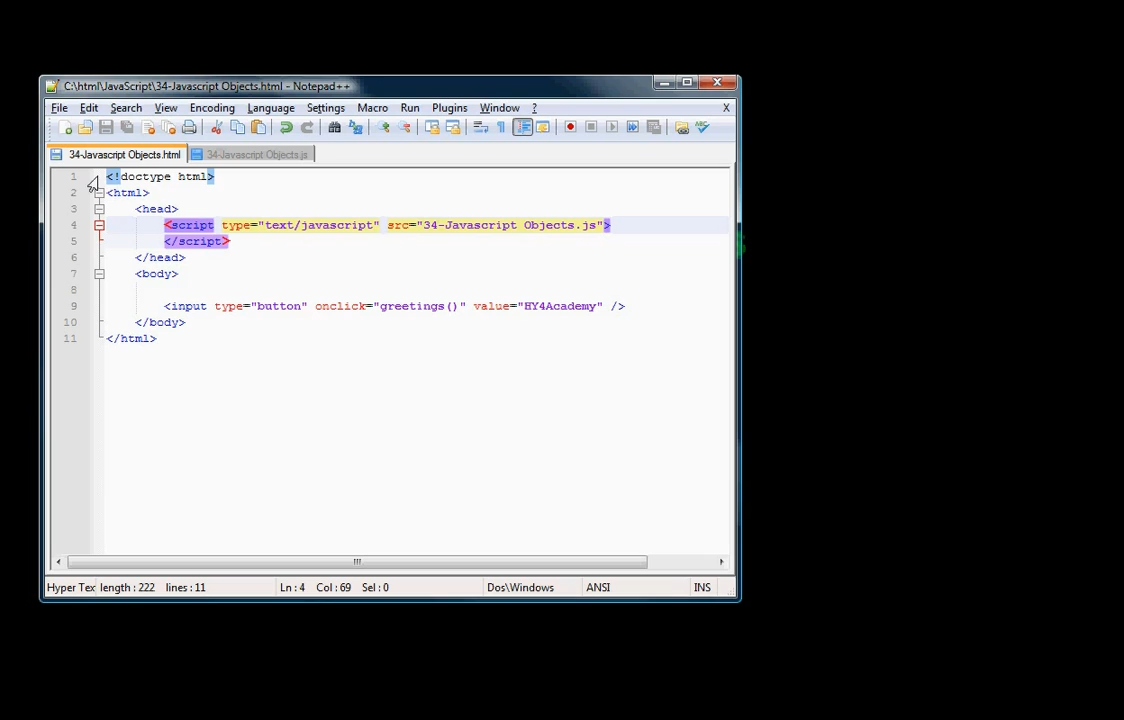 C:\html\JavaScript\34-Javascript Objects.html - Notepad++
File Edit Search View Encoding Language Settings Macro Run Plugins Window ? X
34-Javascript Objects.html 34-Javascript Objects.js
1 <!doctype html>
2 <html>
3 <head>
4 <script type="text/javascript" src="34-Javascript Objects.js">
5 </script>
6 </head>
7 <body>
8
9 <input type="button" onclick="greetings()" value="HY4Academy" />
10 </body>
11 </html>
Hyper Tex length : 222 lines : 11 Ln : 4 Col : 69 Sel : 0 Dos\Windows ANSI INS